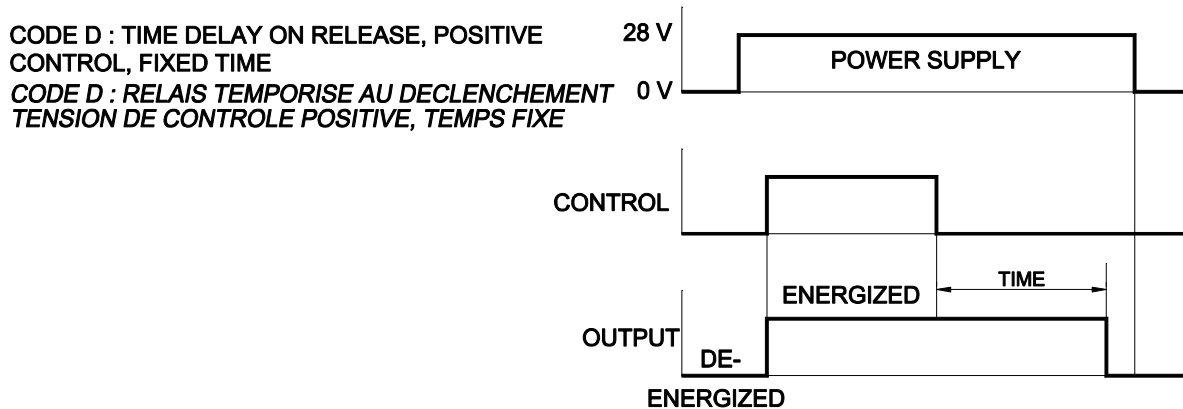 CODE D : TIME DELAY ON RELEASE, POSITIVE
CONTROL, FIXED TIME
CODE D : RELAIS TEMPORISE AU DECLENCHEMENT
TENSION DE CONTROLE POSITIVE, TEMPS FIXE
28 V
POWER SUPPLY
0 V
CONTROL
TIME
ENERGIZED
OUTPUT
DE-
ENERGIZED